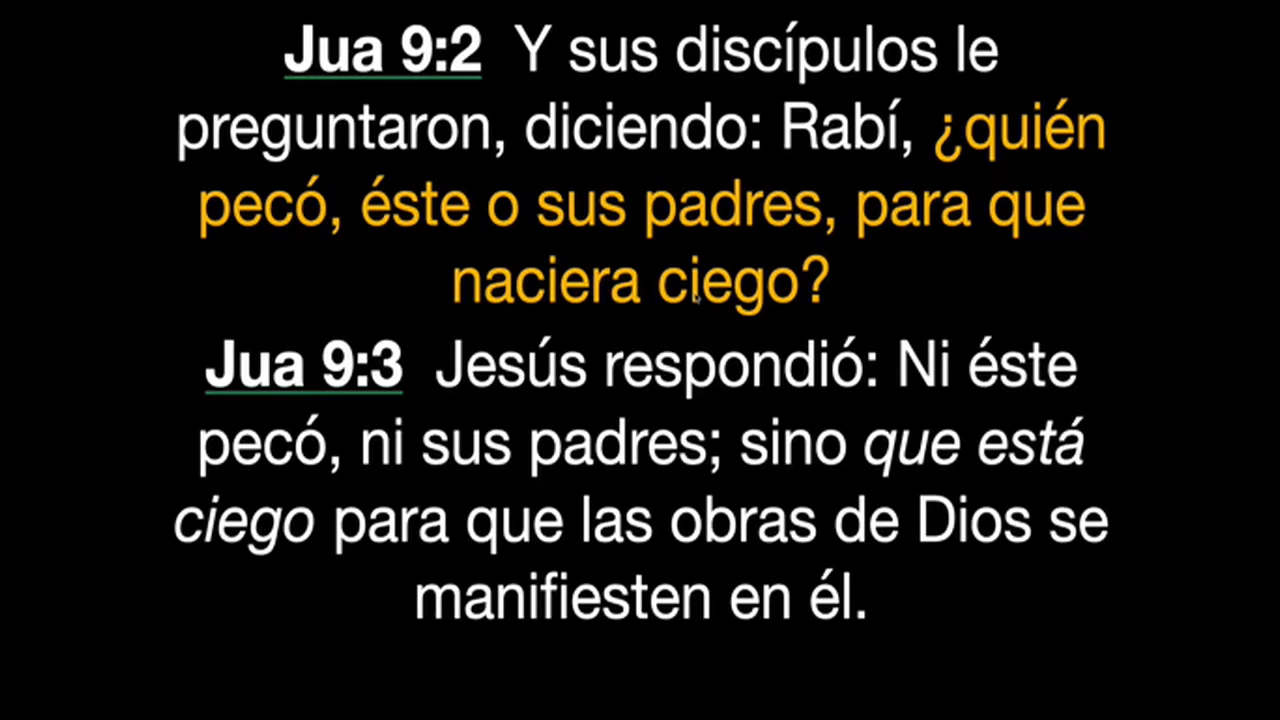 Jua 9:2 Y sus discípulos le
preguntaron, diciendo: Rabí, ¿quién
pecó, éste o sus padres, para que
naciera ciego?
Jua 9:3 Jesús respondió: Ni éste
pecó, ni sus padres; sino que está
ciego para que las obras de Dios se
manifiesten en él.